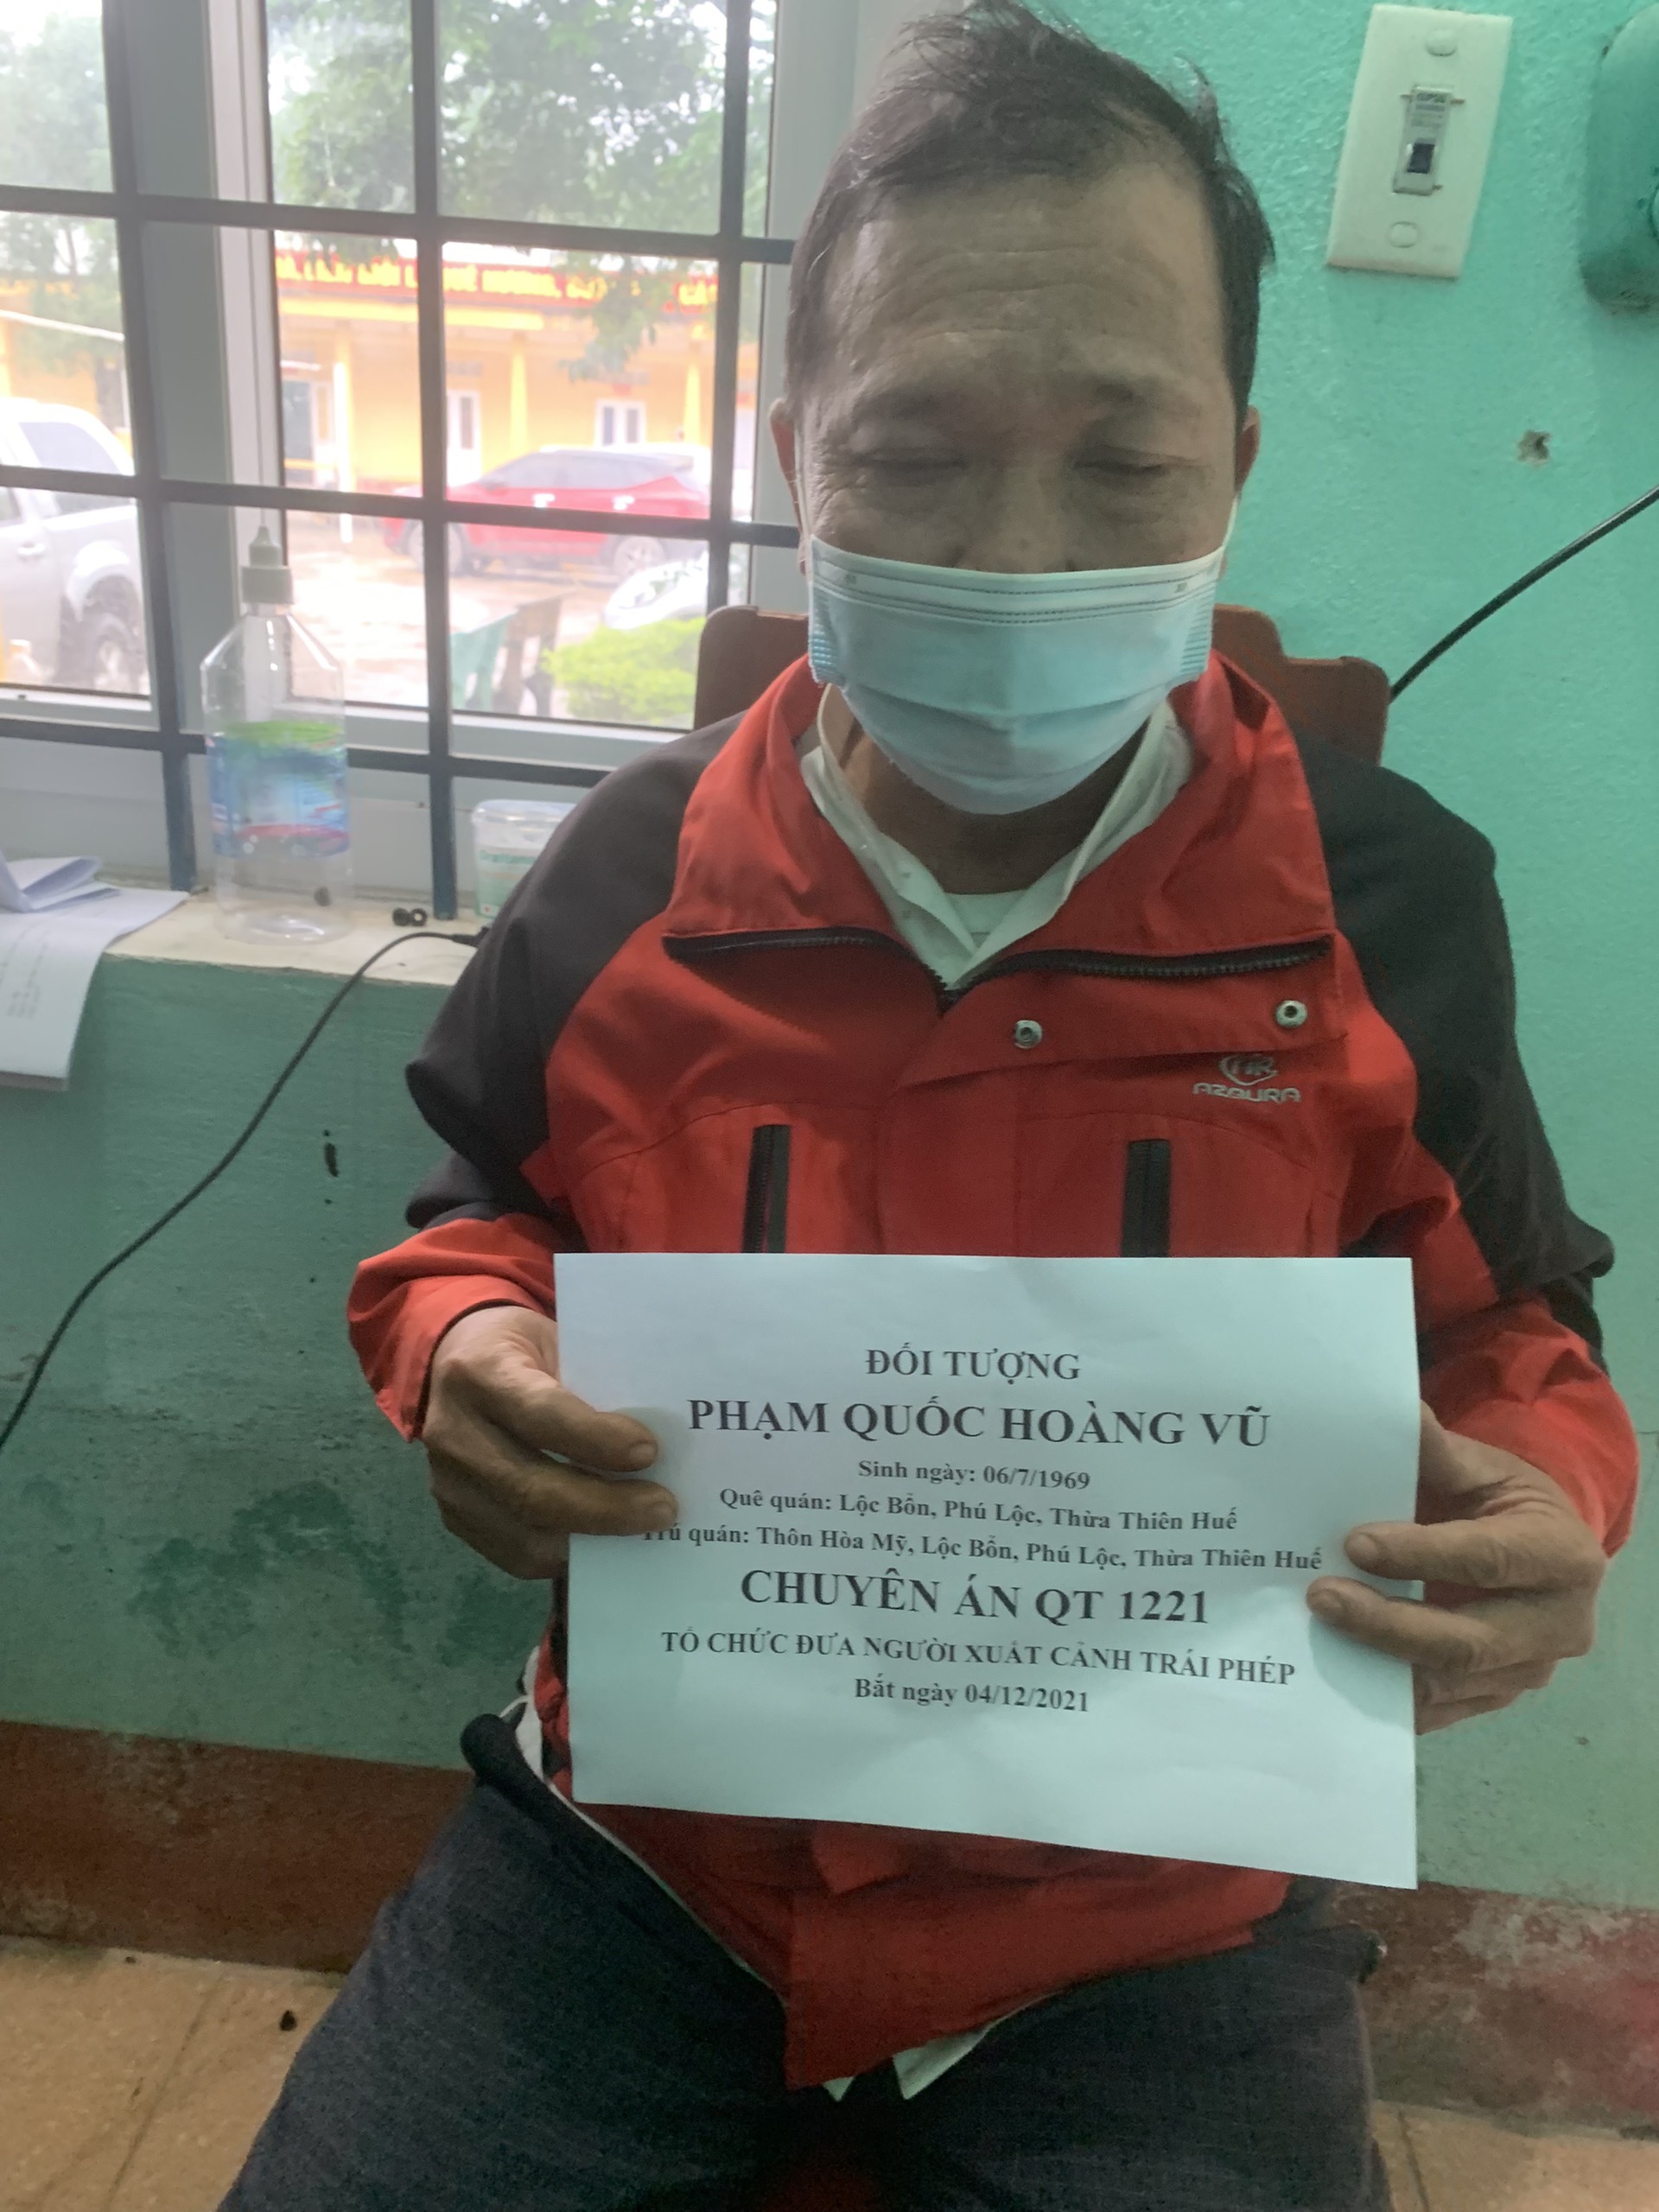 AZAURA
ĐỐI TƯỢNG
PHẠM QUỐC HOÀNG VŨ
Sinh ngày: 06/7/1969
Quê quán: Lộc Bổn, Phú Lộc, Thừa Thiên Huế
Trú quán: Thôn Hòa Mỹ, Lộc Bổn, Phú Lộc, Thừa Thiên Huế
CHUYÊN ÁN QT 1221
TỔ CHỨC ĐƯA NGƯỜI XUẤT CẢNH TRÁI PHÉP
Bắt ngày 04/12/2021